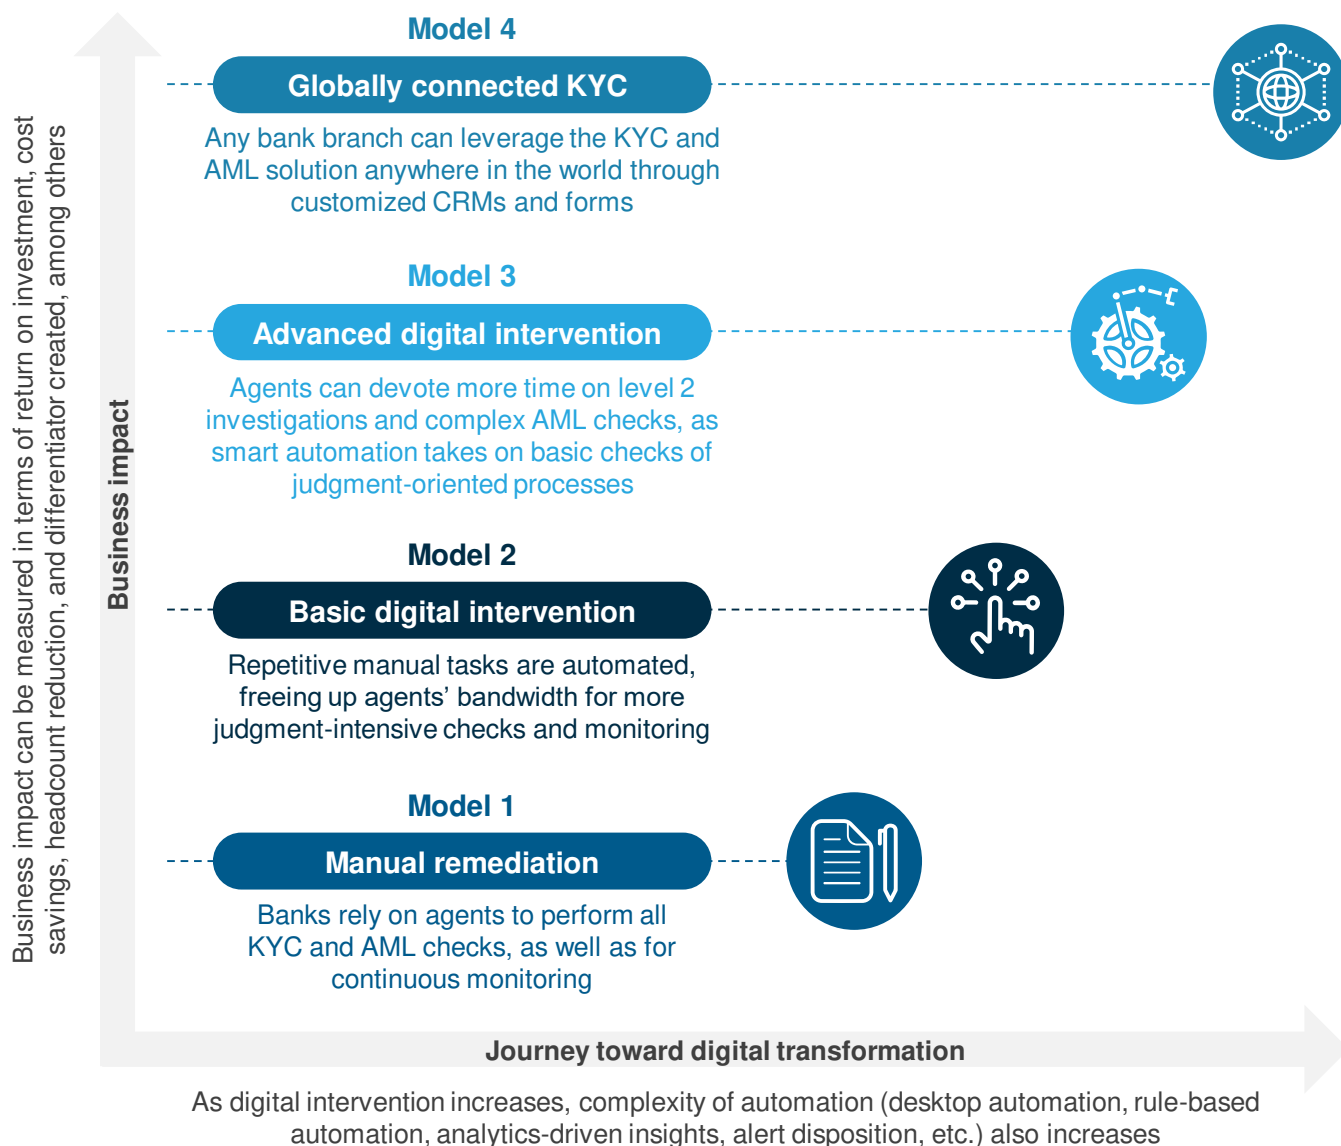 Model 4
Globally connected KYC
Any bank branch can leverage the KYC and
AML solution anywhere in the world through
customized CRMs and forms
Model 3
Advanced digital intervention
Agents can devote more time on level 2
investigations and complex AML checks, as
smart automation takes on basic checks of
judgment-oriented processes
Model 2
Basic digital intervention
Repetitive manual tasks are automated,
freeing up agents’ bandwidth for more
judgment-intensive checks and monitoring
Model 1
Manual remediation
Banks rely on agents to perform all
KYC and AML checks, as well as for
continuous monitoring
Business impact can be measured in terms of return on investment, cost
savings, headcount reduction, and differentiator created, among others
Business impact
Journey toward digital transformation
As digital intervention increases, complexity of automation (desktop automation, rule-based
automation, analytics-driven insights, alert disposition, etc.) also increases